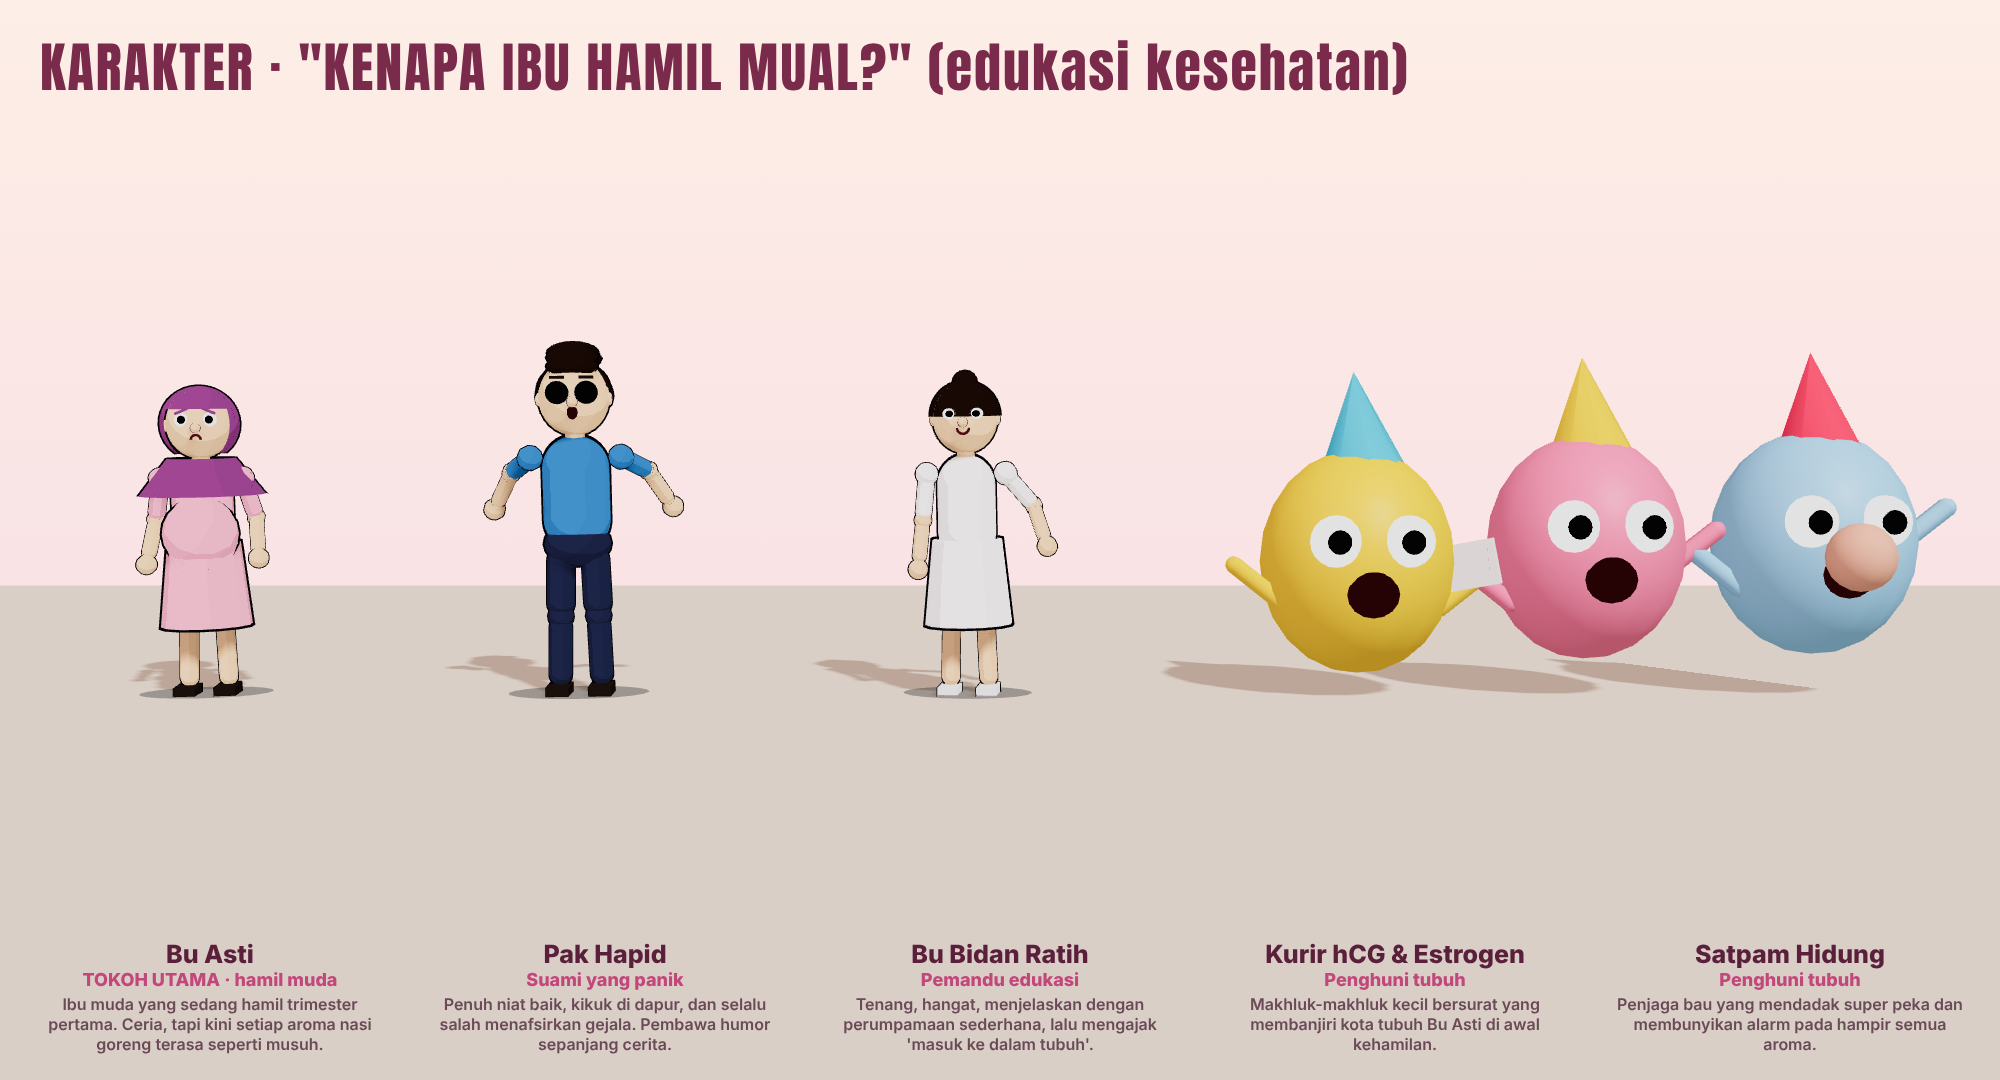 KARAKTER · "KENAPA IBU HAMIL MUAL?" (edukasi kesehatan)
Bu Asti
TOKOH UTAMA · hamil muda
Ibu muda yang sedang hamil trimester
pertama. Ceria, tapi kini setiap aroma nasi
goreng terasa seperti musuh.
Pak Hapid
Suami yang panik
Penuh niat baik, kikuk di dapur, dan selalu
salah menafsirkan gejala. Pembawa humor
sepanjang cerita.
Bu Bidan Ratih
Pemandu edukasi
Tenang, hangat, menjelaskan dengan
perumpamaan sederhana, lalu mengajak
'masuk ke dalam tubuh'.
Kurir hCG & Estrogen
Penghuni tubuh
Makhluk-makhluk kecil bersurat yang
membanjiri kota tubuh Bu Asti di awal
kehamilan.
Satpam Hidung
Penghuni tubuh
Penjaga bau yang mendadak super peka dan
membunyikan alarm pada hampir semua
aroma.